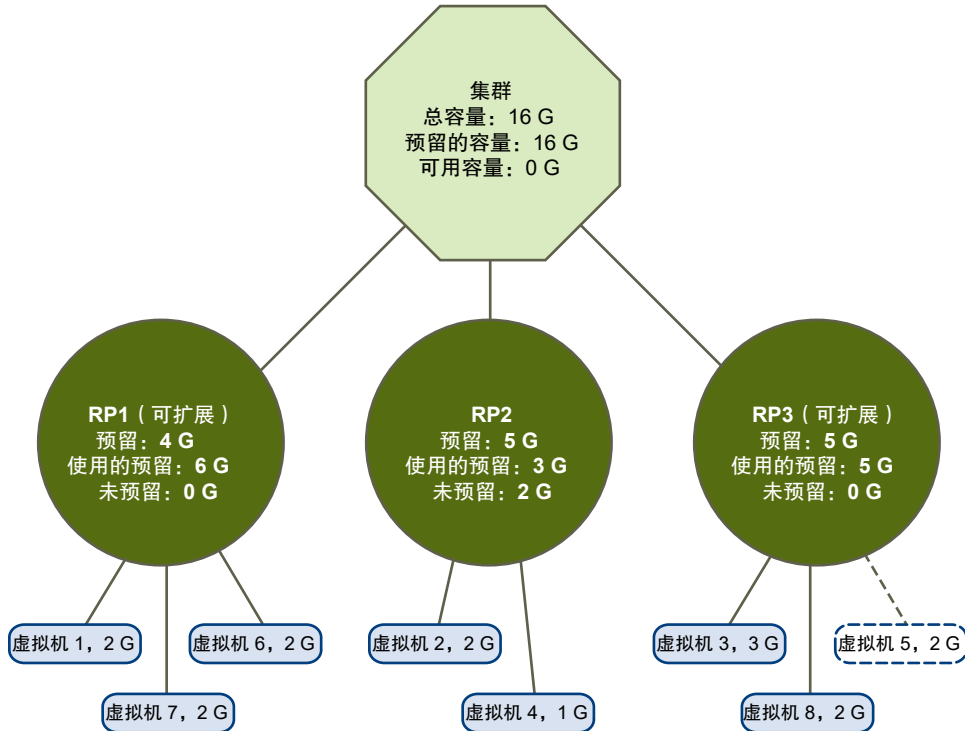 集群
总容量：16 G
预留的容量：16 G
可用容量：0 G
RP1（可扩展）
预留：4 G
使用的预留：6 G
未预留：0 G
RP2
预留：5 G
使用的预留：3 G
未预留：2 G
RP3（可扩展）
预留：5 G
使用的预留：5 G
未预留：0 G
虚拟机 1，2 G
虚拟机 6，2 G
虚拟机 2，2 G
虚拟机 3，3 G
虚拟机 5，2 G
虚拟机 7，2 G
虚拟机 4，1 G
虚拟机 8，2 G